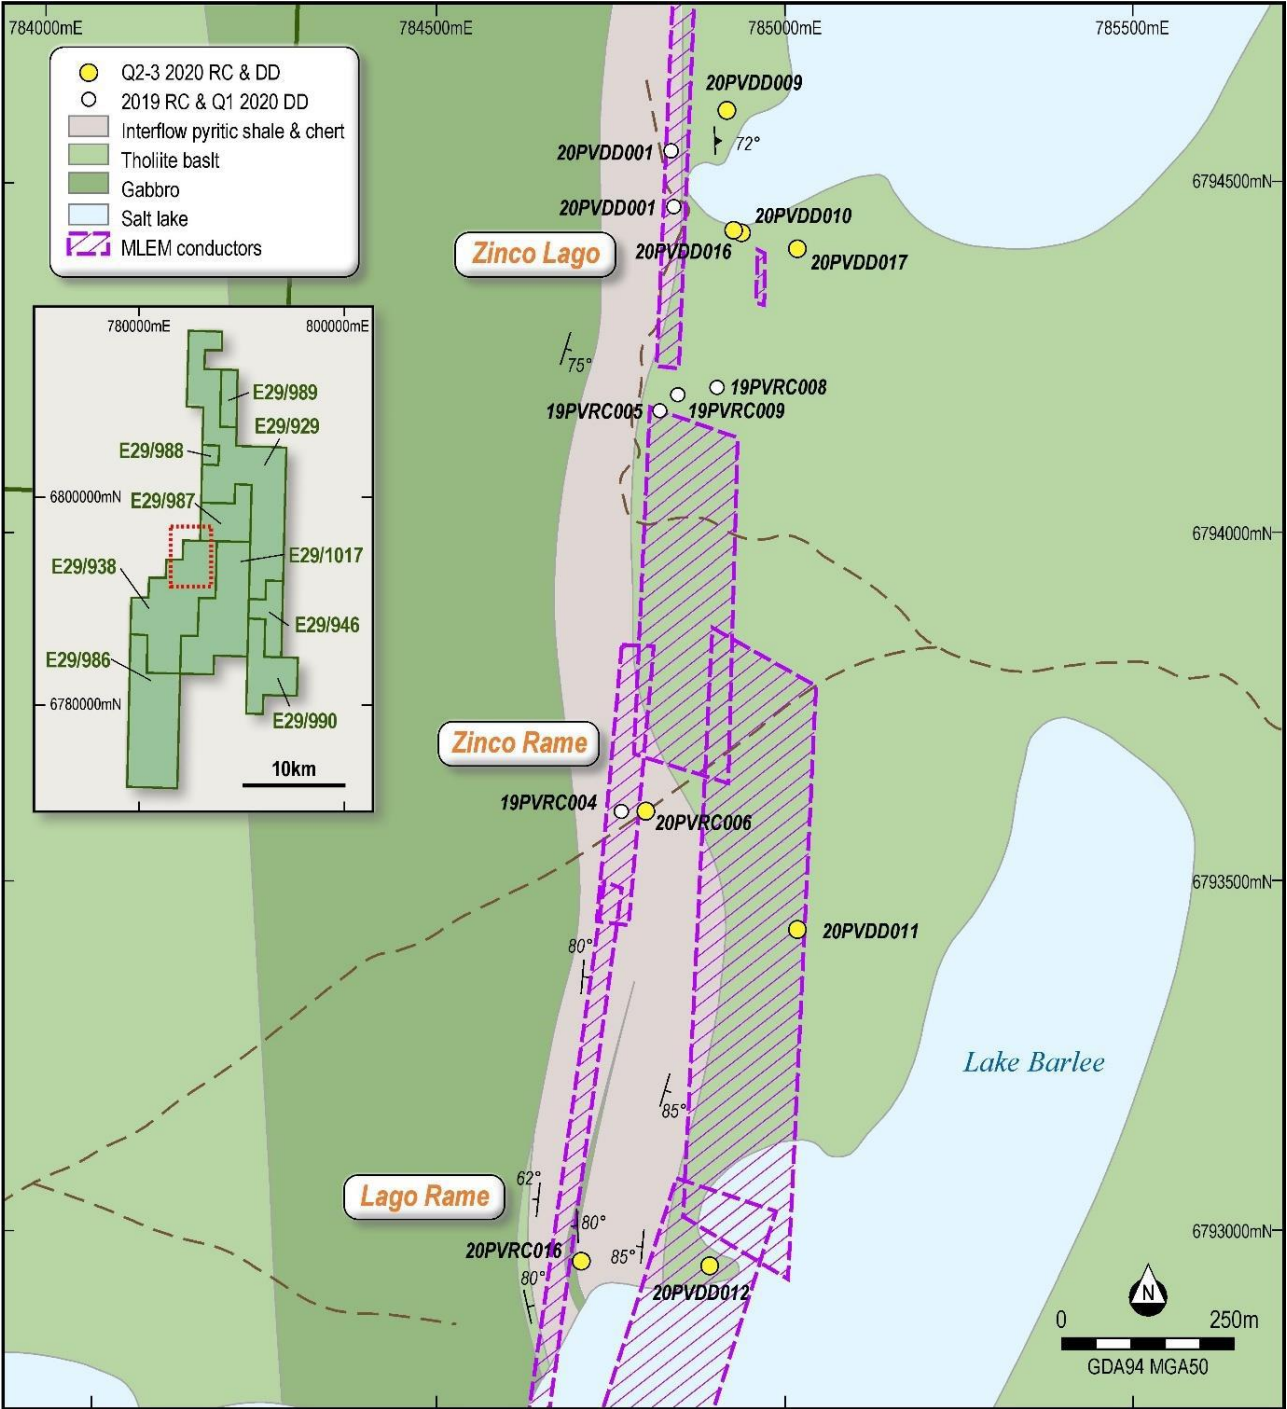 784000mE
784500mE
785000mE
785500mE
Q2-3 2020 RC & DD
2019 RC & Q1 2020 DD
Interflow pyritic shale & chert
Tholiite baslt
Gabbro
Salt lake
MLEM conductors
20PVDD009
72°
20PVDD001
6794500mN
20PVDD001
20PVDD010
Zinco Lago
20PVDD016
20PVDD017
780000mE
800000mE
75°
E29/989
19PVRC008
19PVRC005
19PVRC009
E29/929
E29/988
6800000mN
E29/987
6794000mN
E29/1017
E29/938
E29/946
E29/986
6780000mN
E29/990
10km
Zinco Rame
19PVRC004
20PVRC006
6793500mN
20PVDD011
80°
Lake Barlee
85°
62°
Lago Rame
80°
6793000mN
20PVRC016
85°
80°
20PVDD012
N
0
250m
GDA94 MGA50